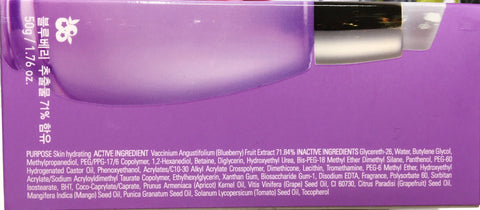 블루베리 추출물 71% 함유
50g / 1.76 oz.
PURPOSE Skin hydrating ACTIVE INGREDIENT Vaccinium Angustifolium (Blueberry) Fruit Extract 71.84% INACTIVE INGREDIENTS Glycereth-26, Water, Butylene Glycol,
Methylpropanediol, PEG/PPG-17/6 Copolymer, 1,2-Hexanediol, Betaine, Diglycerin, Hydroxyethyl Urea, Bis-PEG-18 Methyl Ether Dimethyl Silane, Panthenol, PEG-60
Hydrogenated Castor Oil, Phenoxyethanol, Acrylates/C10-30 Alkyl Acrylate Crosspolymer, Dimethicone, Lecithin, Tromethamine, PEG-6 Methyl Ether, Hydroxyethyl
Acrylate/Sodium Acryloyldimethyl Taurate Copolymer, Ethylhexylglycerin, Xanthan Gum, Biosaccharide Gum-1, Disodium EDTA, Fragrance, Polysorbate 60, Sorbitan
Isostearate, BHT, Coco-Caprylate/Caprate, Prunus Armeniaca (Apricot) Kernel Oil, Vitis Vinifera (Grape) Seed Oil, CI 60730, Citrus Paradisi (Grapefruit) Seed Oil,
Mangifera Indica (Mango) Seed Oil, Punica Granatum Seed Oil, Solanum Lycopersicum (Tomato) Seed Oil, Tocopherol